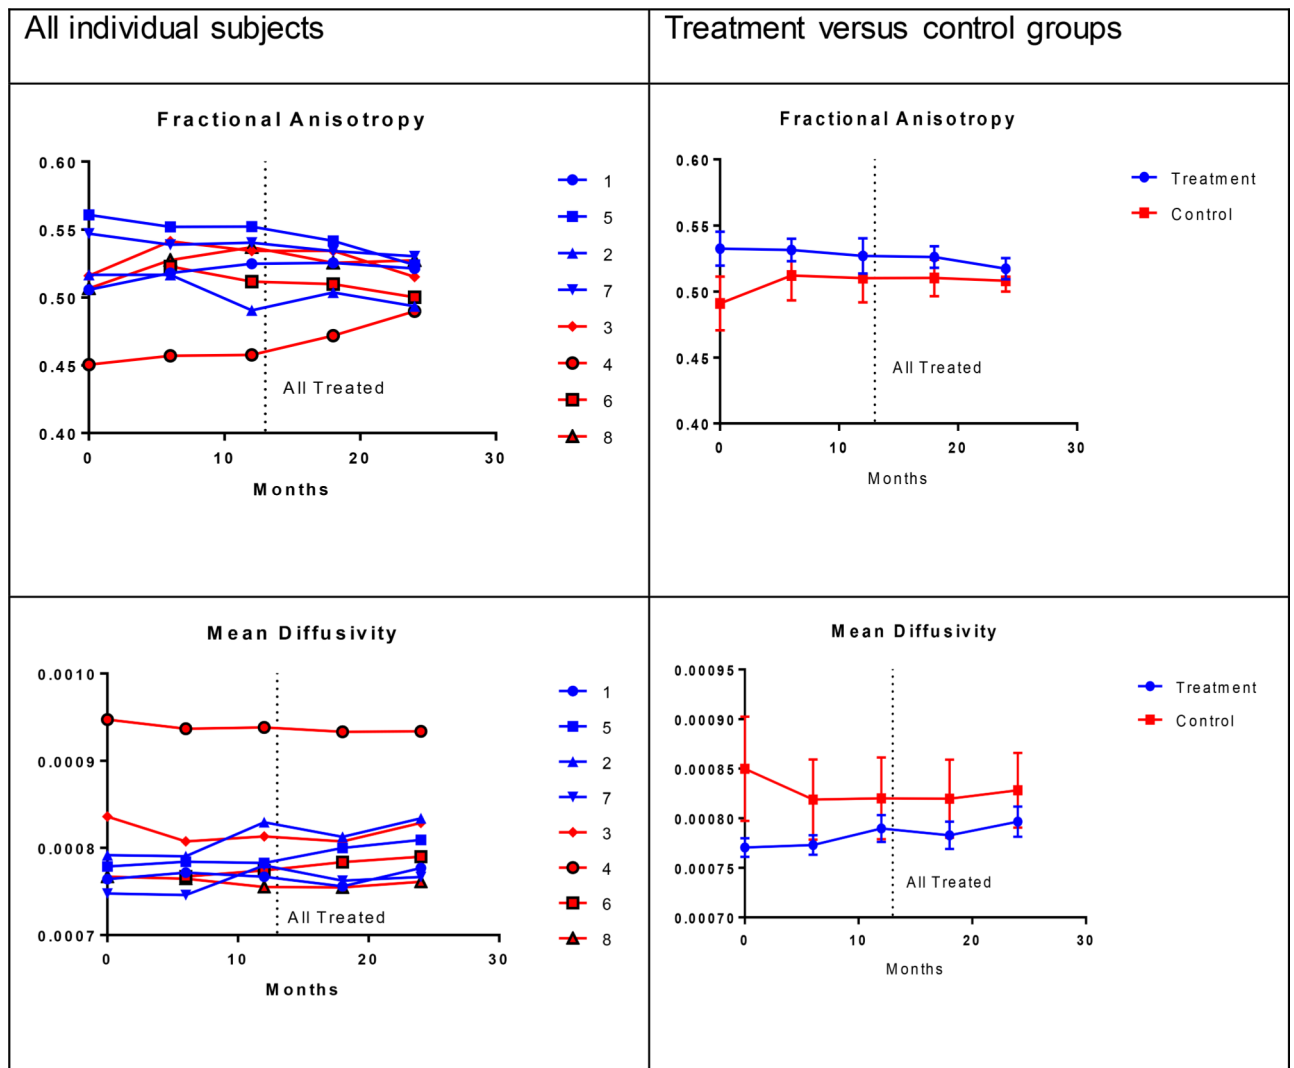 All individual subjects
Treatment versus control groups
Fractional Anisotropy
0.60
0.55
0.50
0.45
0.40
0
10
20
30
Months
All Treated
1
5
2
7
3
4
6
8
Fractional Anisotropy
0.60
0.55
0.50
0.45
0.40
0
10
20
30
Months
All Treated
Treatment
Control
Mean Diffusivity
0.0010
0.0009
0.0008
0.0007
0
10
20
30
Months
All Treated
1
5
2
7
3
4
6
8
Mean Diffusivity
0.00095
0.00090
0.00085
0.00080
0.00075
0.00070
0
10
20
30
Months
All Treated
Treatment
Control